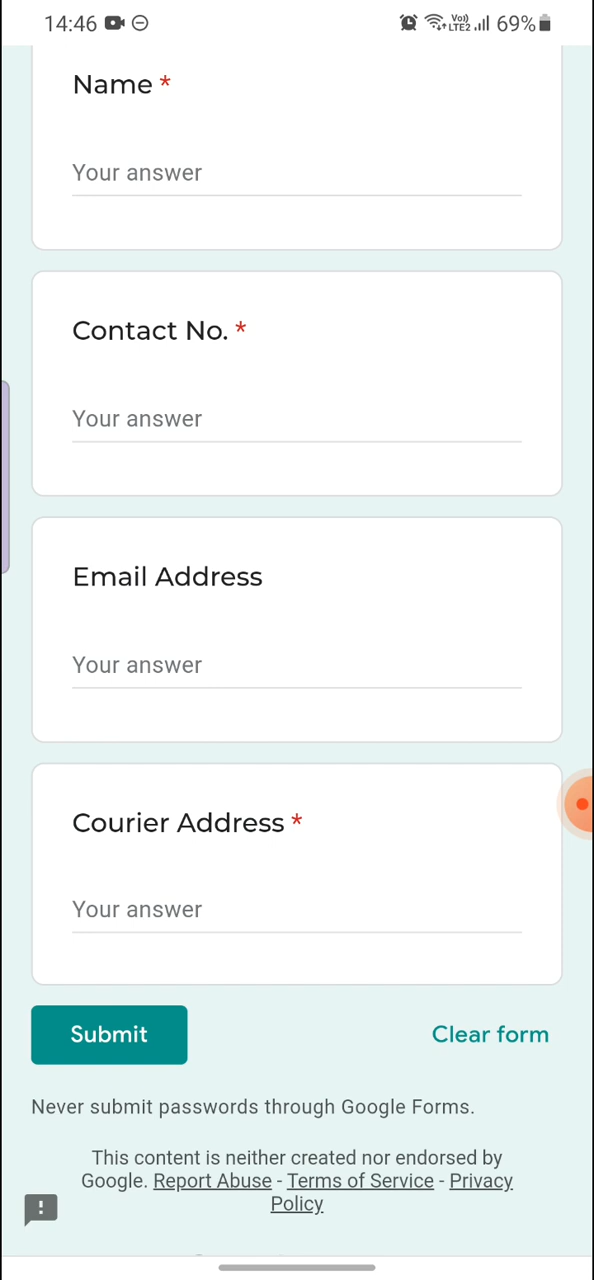 14:46 Vo)) LTE2 69%
Name *
Your answer
Contact No. *
Your answer
Email Address
Your answer
Courier Address *
Your answer
Submit Clear form
Never submit passwords through Google Forms.
This content is neither created nor endorsed by
Google. Report Abuse - Terms of Service - Privacy
Policy
!